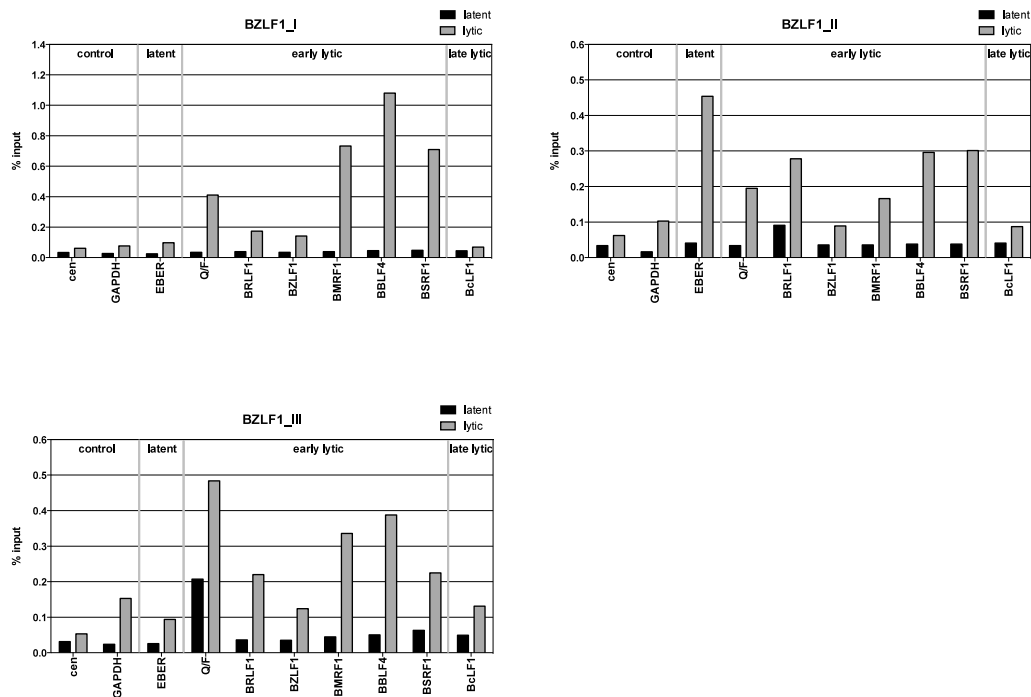 BZLF1_I
latent
lytic
control
latent
early lytic
late lytic
% input
1.4
1.2
1.0
0.8
0.6
0.4
0.2
0.0
cen
GAPDH
EBER
Q/F
BRLF1
BZLF1
BMRF1
BBLF4
BSRF1
BcLF1
BZLF1_II
latent
lytic
control
latent
early lytic
late lytic
% input
0.6
0.5
0.4
0.3
0.2
0.1
0.0
cen
GAPDH
EBER
Q/F
BRLF1
BZLF1
BMRF1
BBLF4
BSRF1
BcLF1
BZLF1_III
latent
lytic
control
latent
early lytic
late lytic
% input
0.6
0.5
0.4
0.3
0.2
0.1
0.0
cen
GAPDH
EBER
Q/F
BRLF1
BZLF1
BMRF1
BBLF4
BSRF1
BcLF1